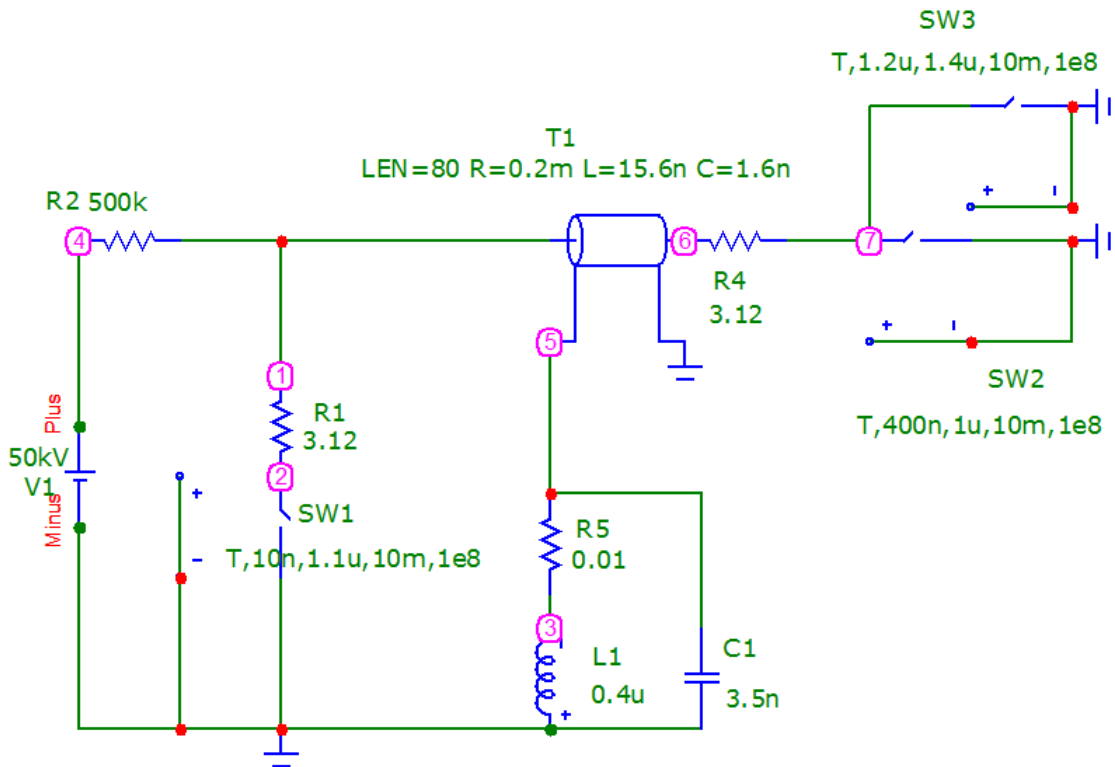 SW3
T,1.2u,1.4u,10m,1e8
T1
LEN=80 R=0.2m L=15.6n C=1.6n
+ -
R2 500k
4
6
7
R4
3.12
5
+ -
SW2
T,400n,1u,10m,1e8
1
R1
3.12
Plus
50kV
V1
Minus
2
+
SW1
-
T,10n,1.1u,10m,1e8
R5
0.01
3
L1
0.4u
+
C1
3.5n